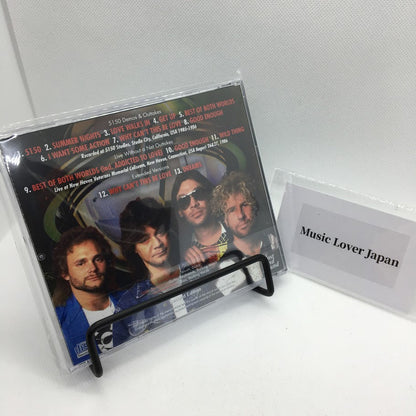 5150 Demos & Outtakes
1. 5150 2. SUMMER NIGHTS 3. LOVE WALKS IN 4. GET UP 5. BEST OF BOTH WORLDS
6. I WANT SOME ACTION 7. WHY CAN'T THIS BE LOVE 8. GOOD ENOUGH
Recorded at 5150 Studios, Studio City, California, USA 1985-1986
Live Without a Net Outtakes
9. BEST OF BOTH WORLDS (incl. ADDICTED TO LOVE) 10. GOOD ENOUGH 11. WILD THING
Live at New Haven Veterans Memorial Coliseum, New Haven, Connecticut, USA August 26&27, 1986
Extended Versions
12. WHY CAN'T THIS BE LOVE 13. DREAMS
Music Lover Japan